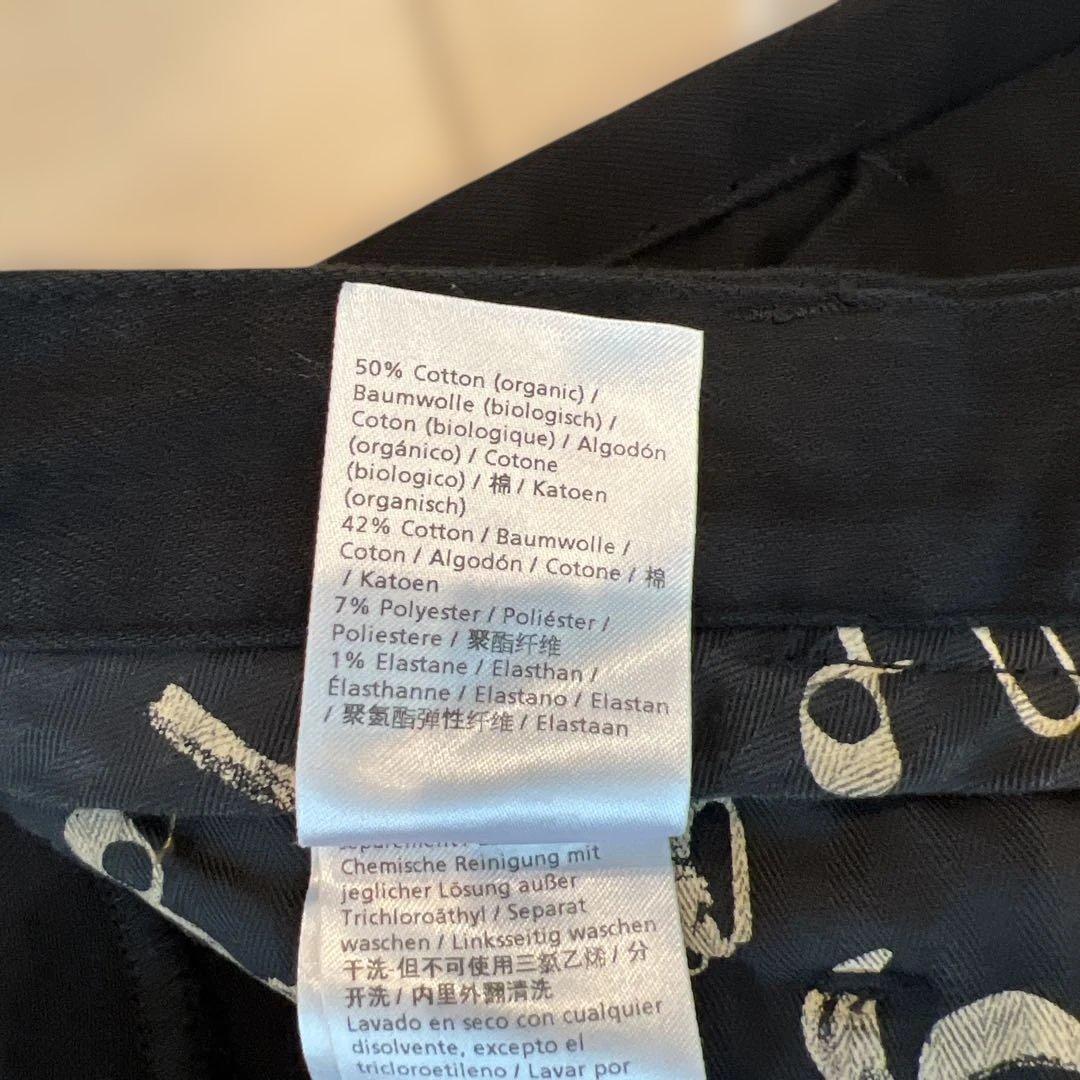 50% Cotton (organic) /
Baumwolle (biologisch) /
Coton (biologique) / Algodón
(orgánico) / Cotone
(biologico) / 棉 / Katoen
(organisch)
42% Cotton / Baumwolle /
Coton / Algodón / Cotone / 棉
/ Katoen
7% Polyester / Poliéster /
Poliestere / 聚酯纤维
1% Elastane / Elasthan /
Élasthanne / Elastano / Elastan
/ 聚氨酯弹性纤维 / Elastaan
Chemische Reinigung mit
jeglicher Lösung außer
Trichloroäthyl / Separat
waschen / Linksseitig waschen
干洗-但不可使用三氯乙烯 / 分
开洗 / 内里外翻清洗
Lavado en seco con cualquier
disolvente, excepto el
tricloroetileno / Lavar por